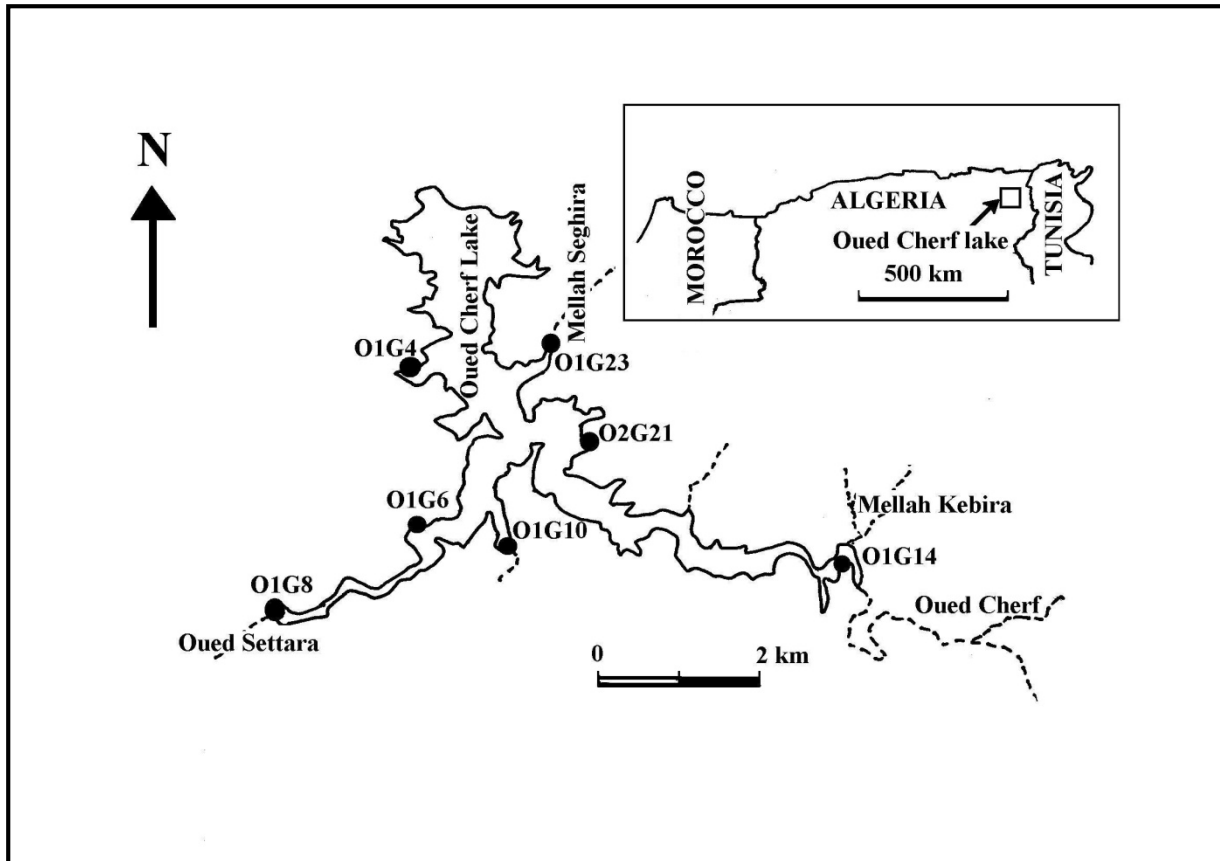 N
MOROCCO
ALGERIA
TUNISIA
Oued Cherf lake
500 km
Oued Cherf Lake
Mellah Seghira
O1G4
O1G23
O2G21
O1G6
O1G10
Mellah Kebira
O1G14
O1G8
Oued Settara
Oued Cherf
0 2 km